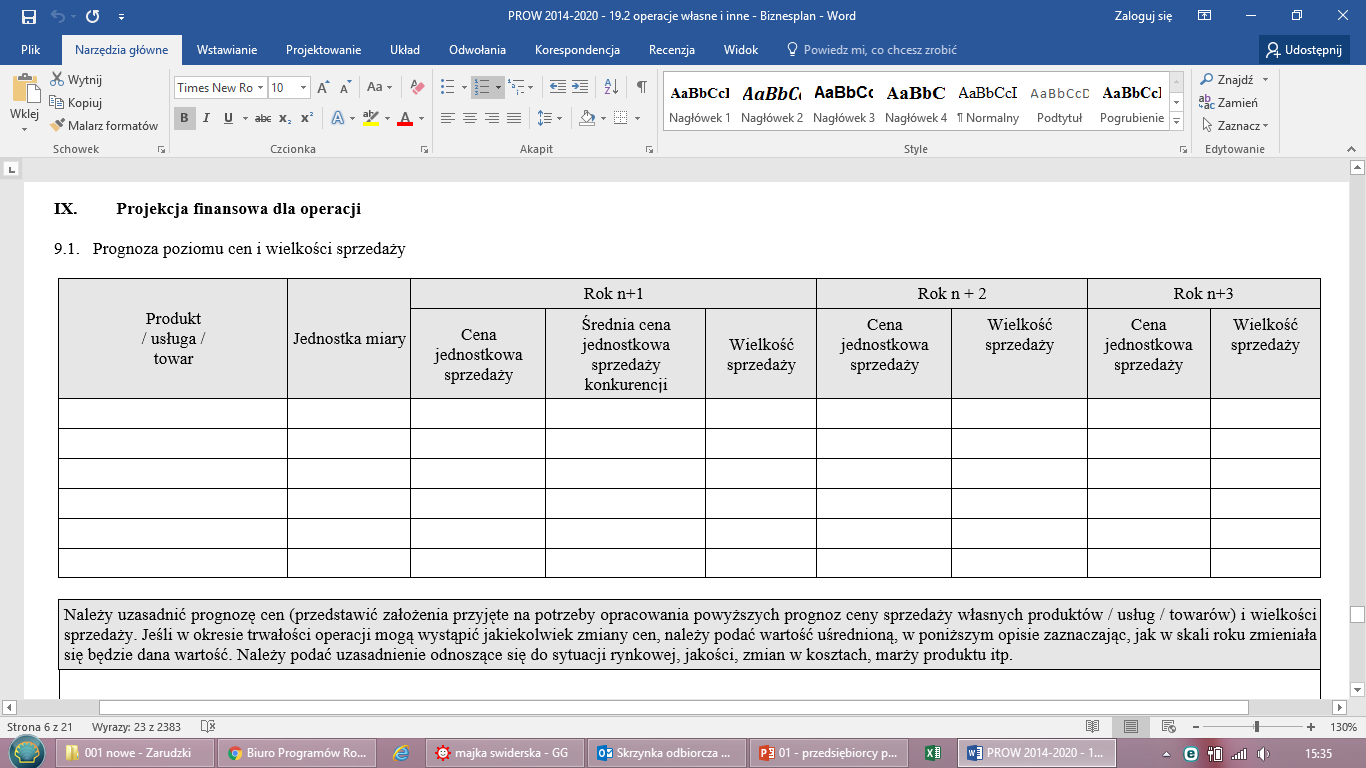 PROW 2014-2020 - 19.2 operacje własne i inne - Biznesplan - Word
Zaloguj się
Plik Narzędzia główne Wstawianie Projektowanie Układ Odwołania Korespondencja Recenzja Widok Powiedz mi, co chcesz zrobić Udostępnij
Wklej
Wytnij
Kopiuj
Malarz formatów
Schowek
Times New Ro 10
B I U abc x₂ x²
Czcionka
Akapit
AaBbCcI AaBbCc AaBbCc AaBbC AaBbCcI AaBbCcD AaBbCcI
Nagłówek 1 Nagłówek 2 Nagłówek 3 Nagłówek 4 ¶ Normalny Podtytuł Pogrubienie
Style
Znajdź
Zamień
Zaznacz
Edytowanie
IX. Projekcja finansowa dla operacji
9.1. Prognoza poziomu cen i wielkości sprzedaży
Produkt
/ usługa /
towar
Jednostka miary
Rok n+1
Cena
jednostkowa
sprzedaży
Średnia cena
jednostkowa
sprzedaży
konkurencji
Wielkość
sprzedaży
Rok n + 2
Cena
jednostkowa
sprzedaży
Wielkość
sprzedaży
Rok n+3
Cena
jednostkowa
sprzedaży
Wielkość
sprzedaży
Należy uzasadnić prognozę cen (przedstawić założenia przyjęte na potrzeby opracowania powyższych prognoz ceny sprzedaży własnych produktów / usług / towarów) i wielkości
sprzedaży. Jeśli w okresie trwałości operacji mogą wystąpić jakiekolwiek zmiany cen, należy podać wartość uśrednioną, w poniższym opisie zaznaczając, jak w skali roku zmieniała
się będzie dana wartość. Należy podać uzasadnienie odnoszące się do sytuacji rynkowej, jakości, zmian w kosztach, marży produktu itp.
Strona 6 z 21 Wyrazy: 23 z 2383 130%
001 nowe - Zarudzki Biuro Programów Ro... majka swiderska - GG Skrzynka odbiorcza ... 01 - przedsiębiorcy p... PROW 2014-2020 - 1... 15:35